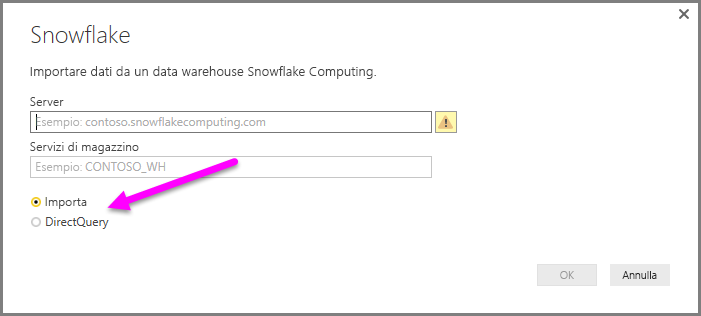 Snowflake
Importare dati da un data warehouse Snowflake Computing.
Server
Esempio: contoso.snowflakecomputing.com
Servizi di magazzino
Esempio: CONTOSO_WH
Importa
DirectQuery
OK
Annulla